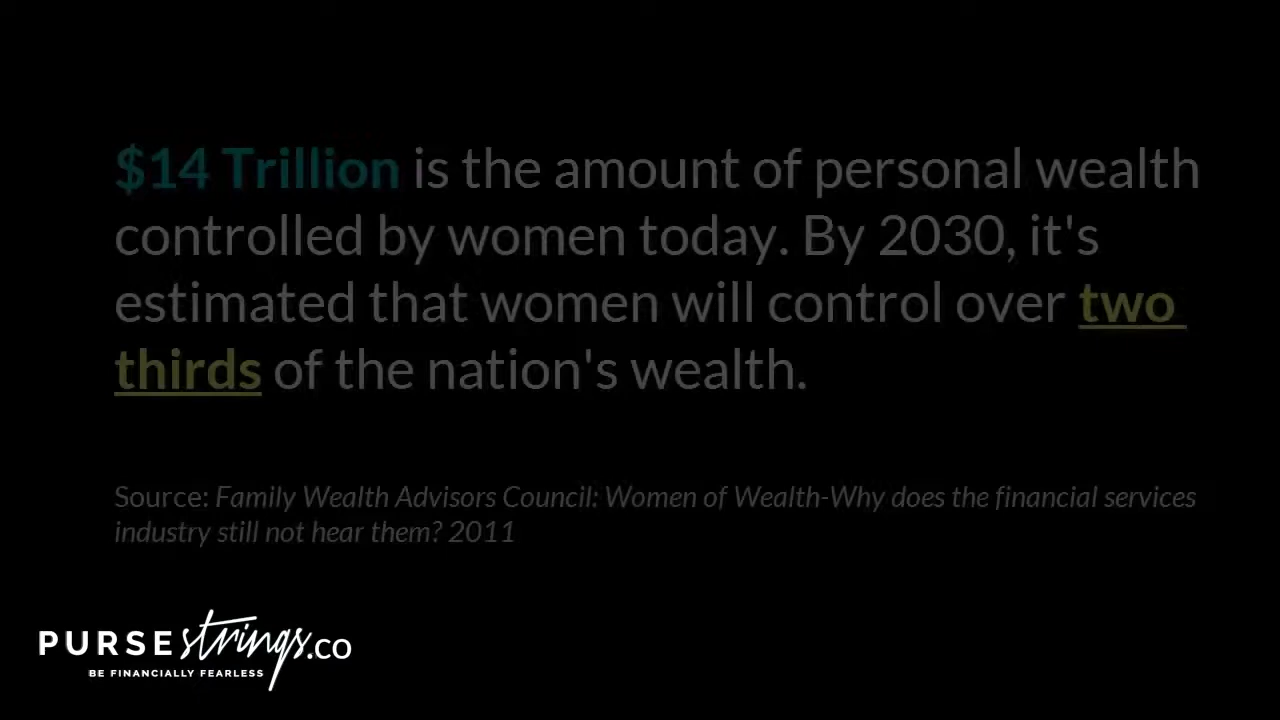 $14 Trillion is the amount of personal wealth
controlled by women today. By 2030, it's
estimated that women will control over two
thirds of the nation's wealth.
Source: Family Wealth Advisors Council: Women of Wealth-Why does the financial services
industry still not hear them? 2011
PURSEstrings.co
BE FINANCIALLY FEARLESS